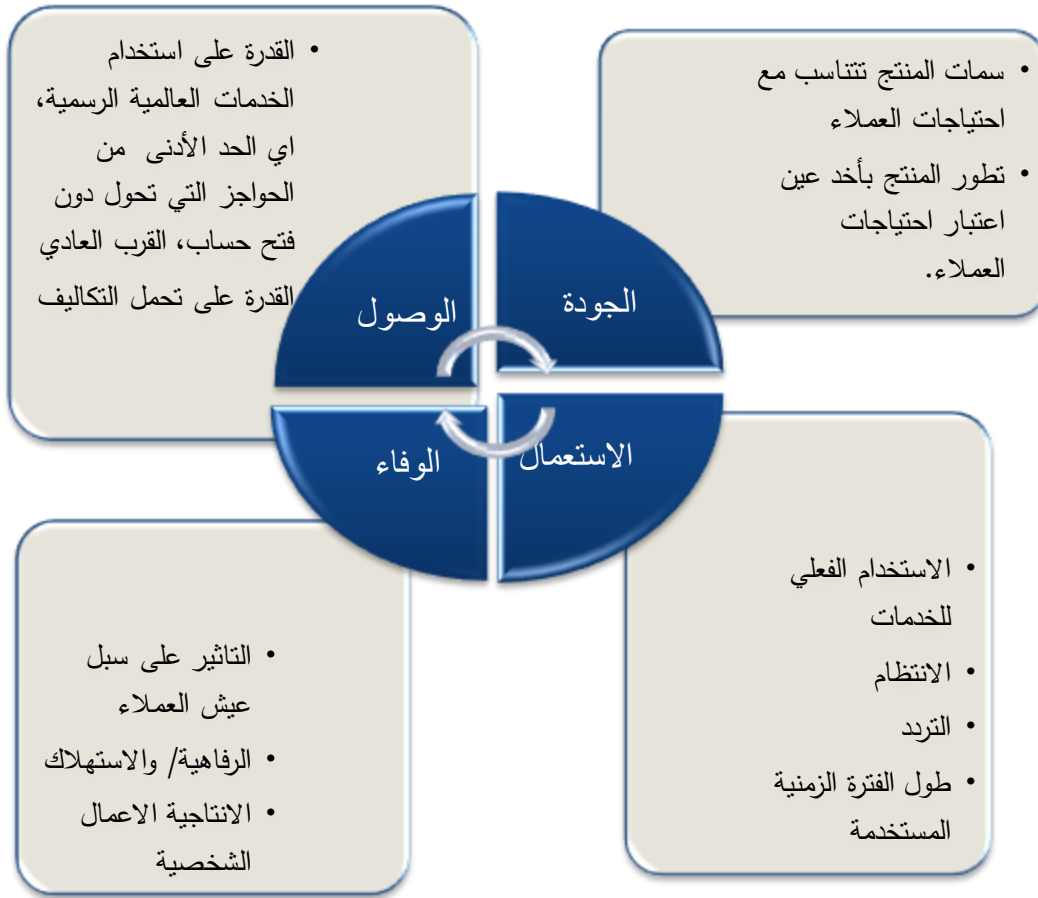 • سمات المنتج تتناسب مع
احتياجات العملاء
• تطور المنتج بأخد عين
اعتبار احتياجات
العملاء.
• القدرة على استخدام
الخدمات العالمية الرسمية،
اي الحد الأدنى من
الحواجز التي تحول دون
فتح حساب، القرب العادي
القدرة على تحمل التكاليف
الجودة
الوصول
الاستعمال
الوفاء
• الاستخدام الفعلي
للخدمات
• الانتظام
• التردد
• طول الفترة الزمنية
المستخدمة
• التاثير على سبل
عيش العملاء
• الرفاهية/ والاستهلاك
• الانتاجية الاعمال
الشخصية